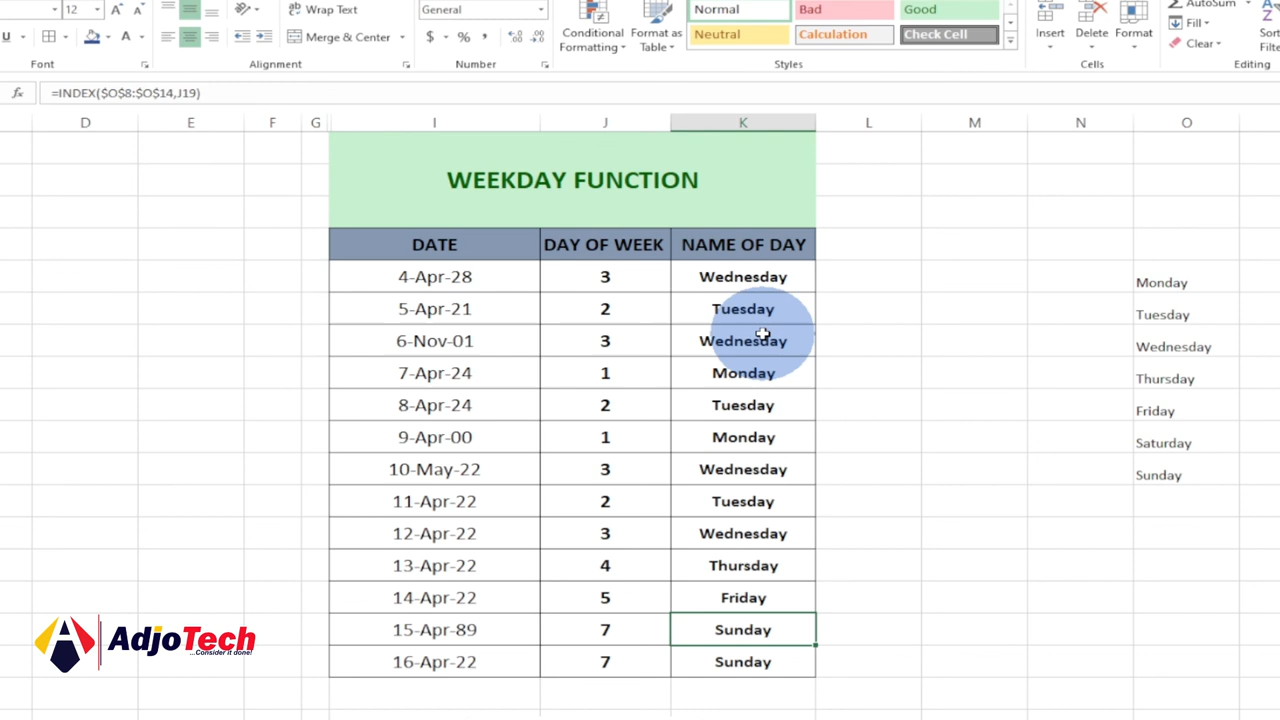 12 A A Wrap Text General Normal Bad Good AutoSum
U A Merge & Center $ % , Conditional Formatting Format as Table Neutral Calculation Check Cell Insert Delete Format Fill Clear
Font Alignment Number Styles Cells Editing
fx =INDEX($O$8:$O$14,J19)
D E F G I J K L M N O
WEEKDAY FUNCTION
DATE DAY OF WEEK NAME OF DAY
4-Apr-28 3 Wednesday Monday
5-Apr-21 2 Tuesday Tuesday
6-Nov-01 3 Wednesday Wednesday
7-Apr-24 1 Monday Thursday
8-Apr-24 2 Tuesday Friday
9-Apr-00 1 Monday Saturday
10-May-22 3 Wednesday Sunday
11-Apr-22 2 Tuesday
12-Apr-22 3 Wednesday
13-Apr-22 4 Thursday
14-Apr-22 5 Friday
15-Apr-89 7 Sunday
16-Apr-22 7 Sunday
AdjoTech
...Consider it done!